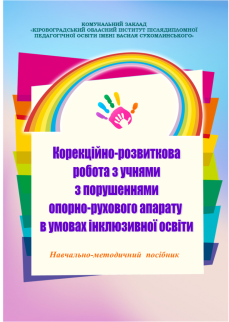 КОМУНАЛЬНИЙ ЗАКЛАД
«КІРОВОГРАДСЬКИЙ ОБЛАСНИЙ ІНСТИТУТ ПІСЛЯДИПЛОМНОЇ
ПЕДАГОГІЧНОЇ ОСВІТИ ІМЕНІ ВАСИЛЯ СУХОМЛИНСЬКОГО»
Корекційно-розвиткова
робота з учнями
з порушеннями
опорно-рухового апарату
в умовах інклюзивної освіти
Навчально-методичний посібник